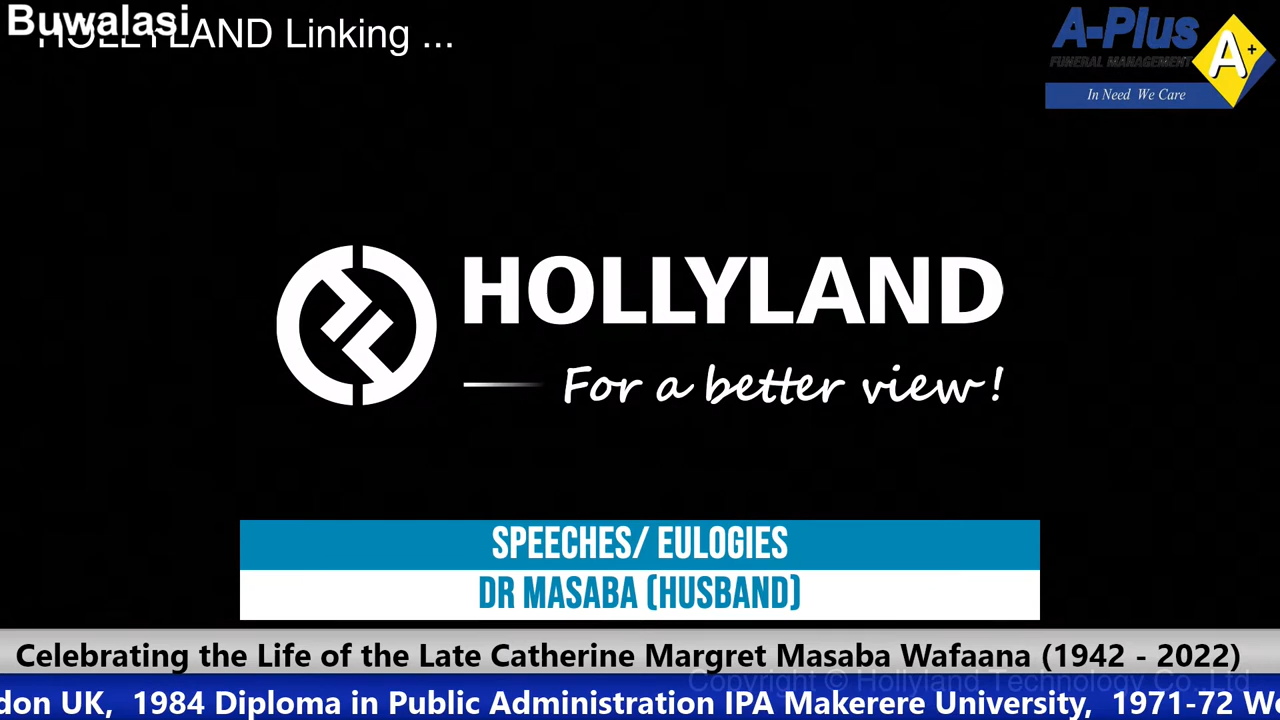 Buwalasi
HOLLYLAND Linking ...
A-Plus
FUNERAL MANAGEMENT
A+
In Need We Care
HOLLYLAND
For a better view!
SPEECHES/ EULOGIES
DR MASABA (HUSBAND)
Celebrating the Life of the Late Catherine Margret Masaba Wafaana (1942 - 2022)
Copyright © Hollyland Technology Co., Ltd
don UK, 1984 Diploma in Public Administration IPA Makerere University, 1971-72 Wo